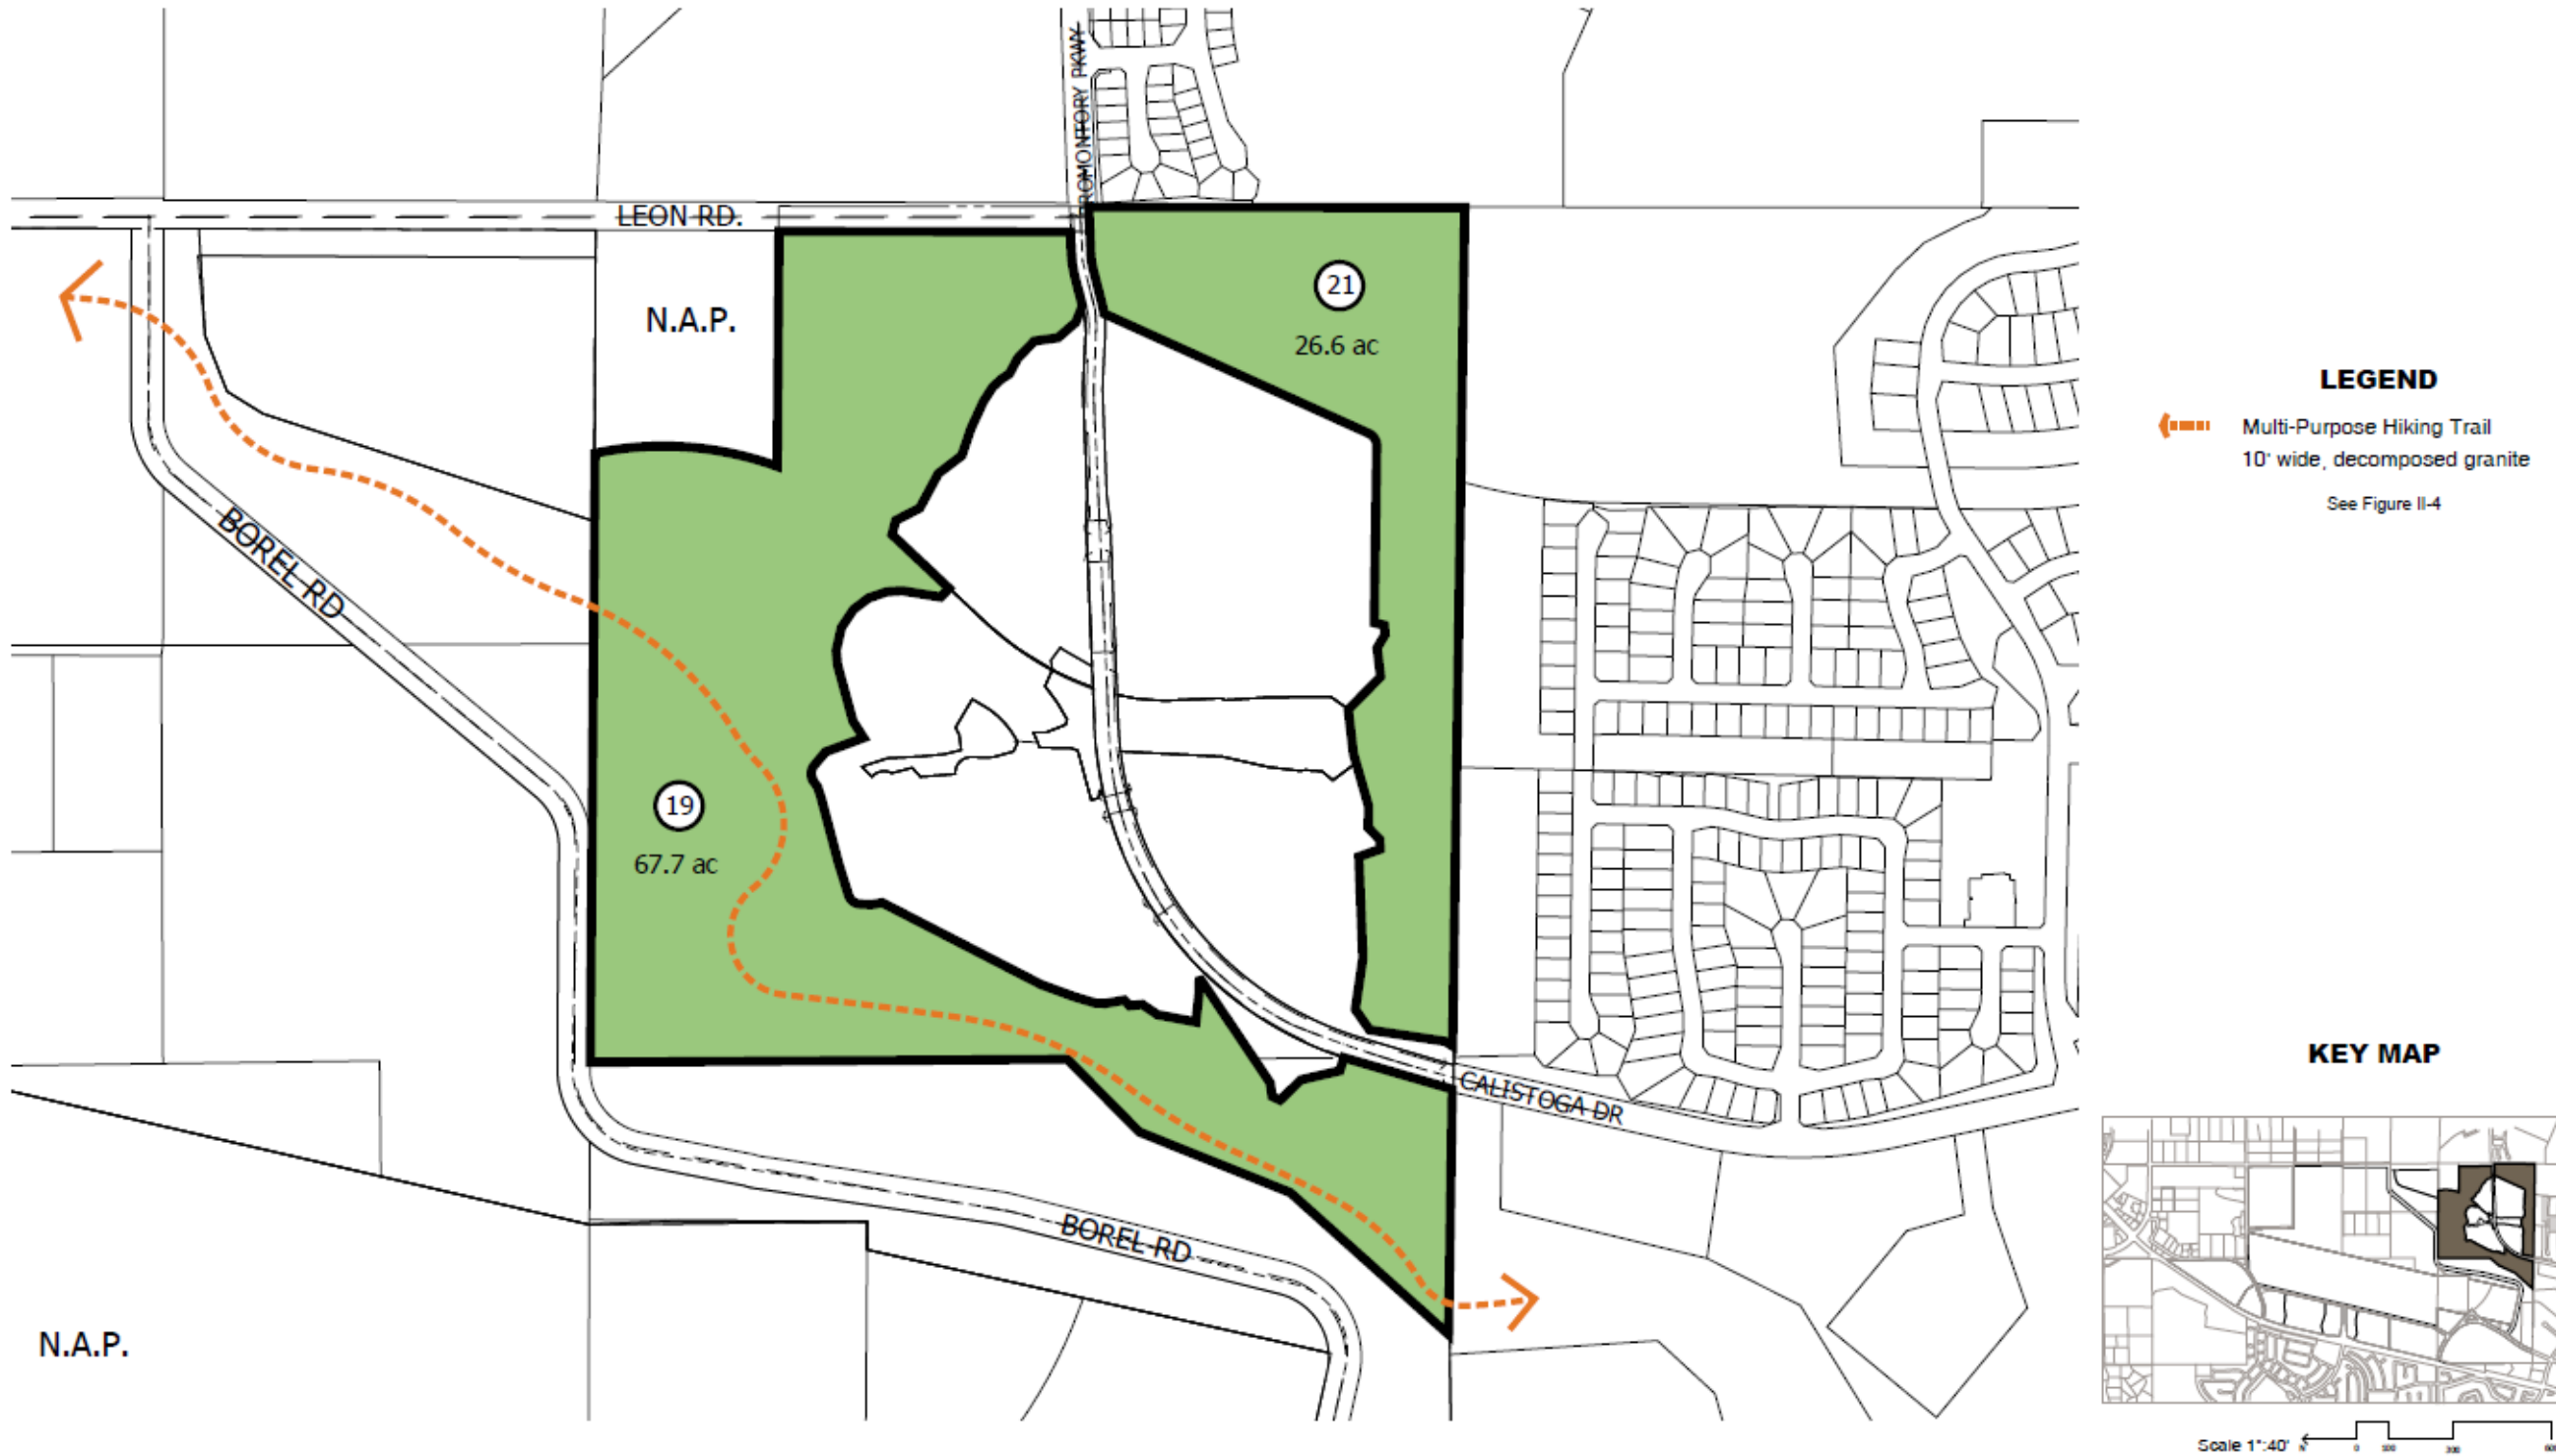 PROMONTORY PKWY
LEON RD.
N.A.P.
21
26.6 ac
BOREL RD
19
67.7 ac
CALISTOGA DR
BOREL RD
N.A.P.
LEGEND
Multi-Purpose Hiking Trail
10' wide, decomposed granite
See Figure II-4
KEY MAP
Scale 1":40'
0